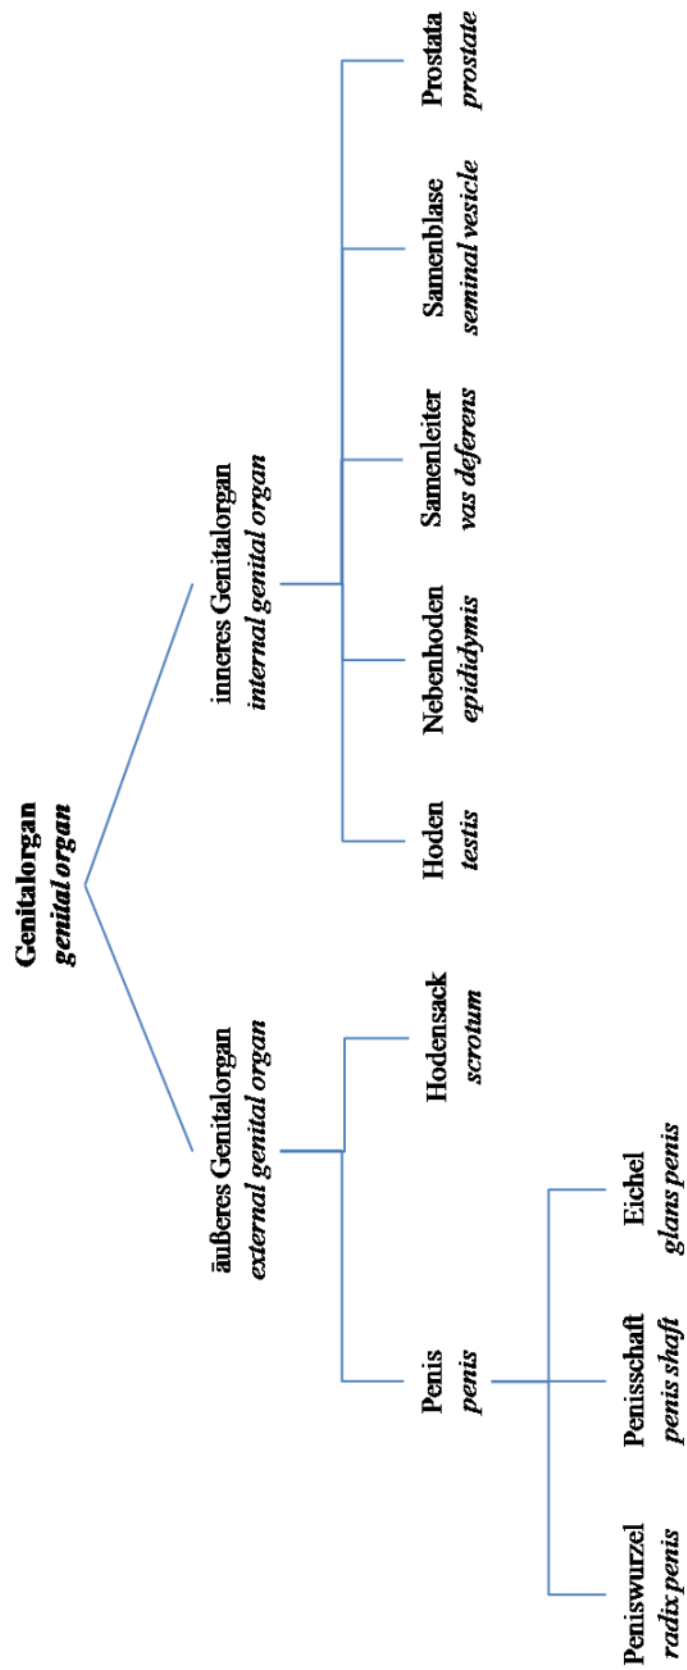 Genitalorgan
genital organ
äußeres Genitalorgan
external genital organ
inneres Genitalorgan
internal genital organ
Penis
penis
Hodensack
scrotum
Hoden
testis
Nebenhoden
epididymis
Samenleiter
vas deferens
Samenblase
seminal vesicle
Prostata
prostate
Peniswurzel
radix penis
Penisschaft
penis shaft
Eichel
glans penis